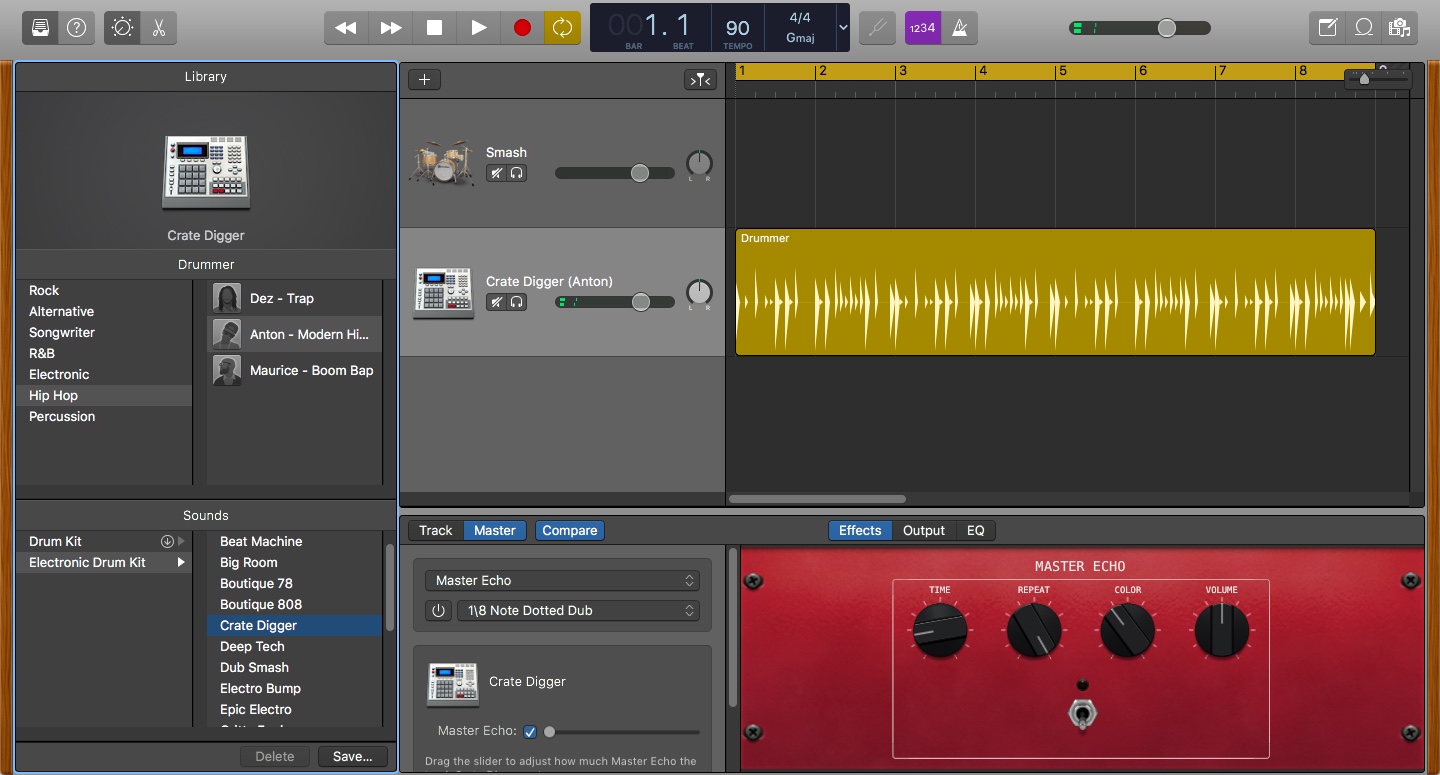 001. 1
BAR
BEAT
90
TEMPO
4/4
Gmaj
1234
Library
Crate Digger
Drummer
Rock
Alternative
Songwriter
R&B
Electronic
Hip Hop
Percussion
Dez - Trap
Anton - Modern Hi...
Maurice - Boom Bap
Sounds
Drum Kit
Electronic Drum Kit
Beat Machine
Big Room
Boutique 78
Boutique 808
Crate Digger
Deep Tech
Dub Smash
Electro Bump
Epic Electro
Delete
Save...
1 2 3 4 5 6 7 8
Smash
L R
Crate Digger (Anton)
L R
Drummer
Track
Master
Compare
Effects
Output
EQ
Master Echo
1\8 Note Dotted Dub
Crate Digger
Master Echo:
Drag the slider to adjust how much Master Echo the
MASTER ECHO
TIME
REPEAT
COLOR
VOLUME